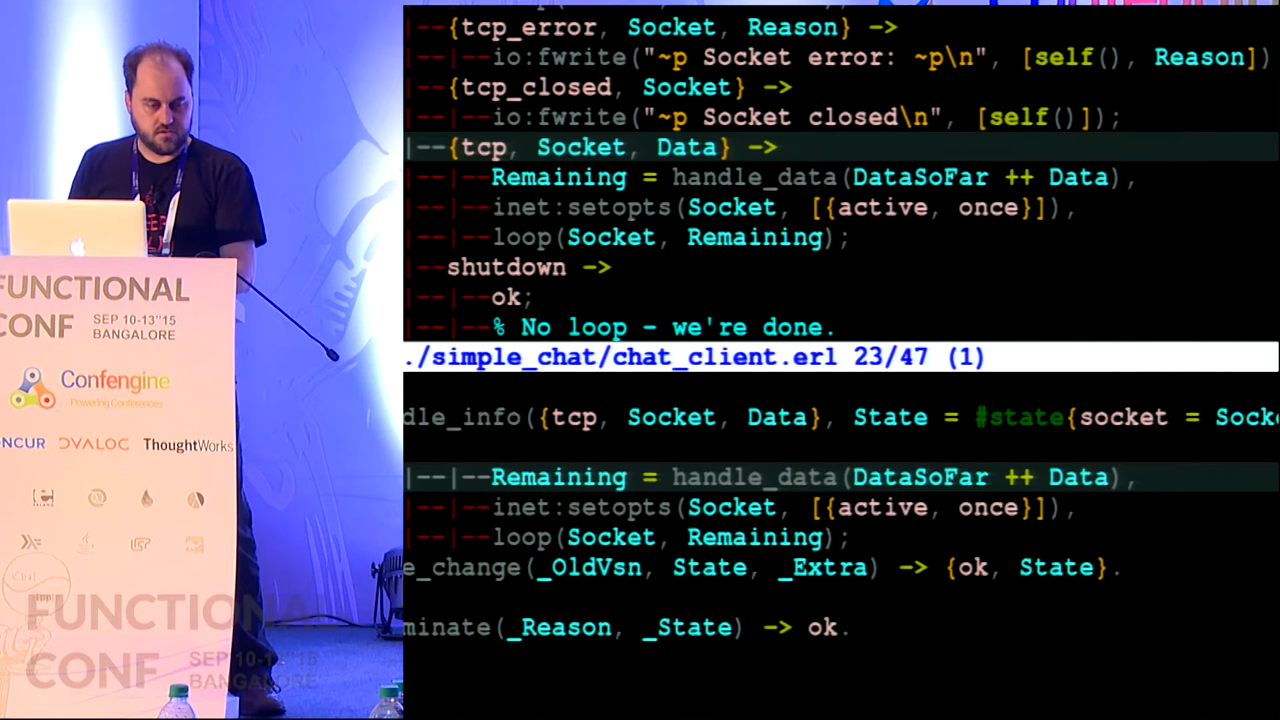 FUNCTIONAL
CONF
SEP 10-13"15
BANGALORE
Confengine
Powering Conferences
NCUR
DYALOC
ThoughtWorks
FUNCTIONAL
CONF
BANGALORE
|--{tcp_error, Socket, Reason} ->
|--|--io:fwrite("~p Socket error: ~p\n", [self(), Reason])
|--{tcp_closed, Socket} ->
|--|--io:fwrite("~p Socket closed\n", [self()]);
|--{tcp, Socket, Data} ->
|--|--Remaining = handle_data(DataSoFar ++ Data),
|--|--inet:setopts(Socket, [{active, once}]),
|--|--loop(Socket, Remaining);
|--shutdown ->
|--|--ok;
|--|--% No loop - we're done.
./simple_chat/chat_client.erl 23/47 (1)
dle_info({tcp, Socket, Data}, State = #state{socket = Sock
|--|--Remaining = handle_data(DataSoFar ++ Data),
|--|--inet:setopts(Socket, [{active, once}]),
|--|--loop(Socket, Remaining);
e_change(_OldVsn, State, _Extra) -> {ok, State}.
minate(_Reason, _State) -> ok.